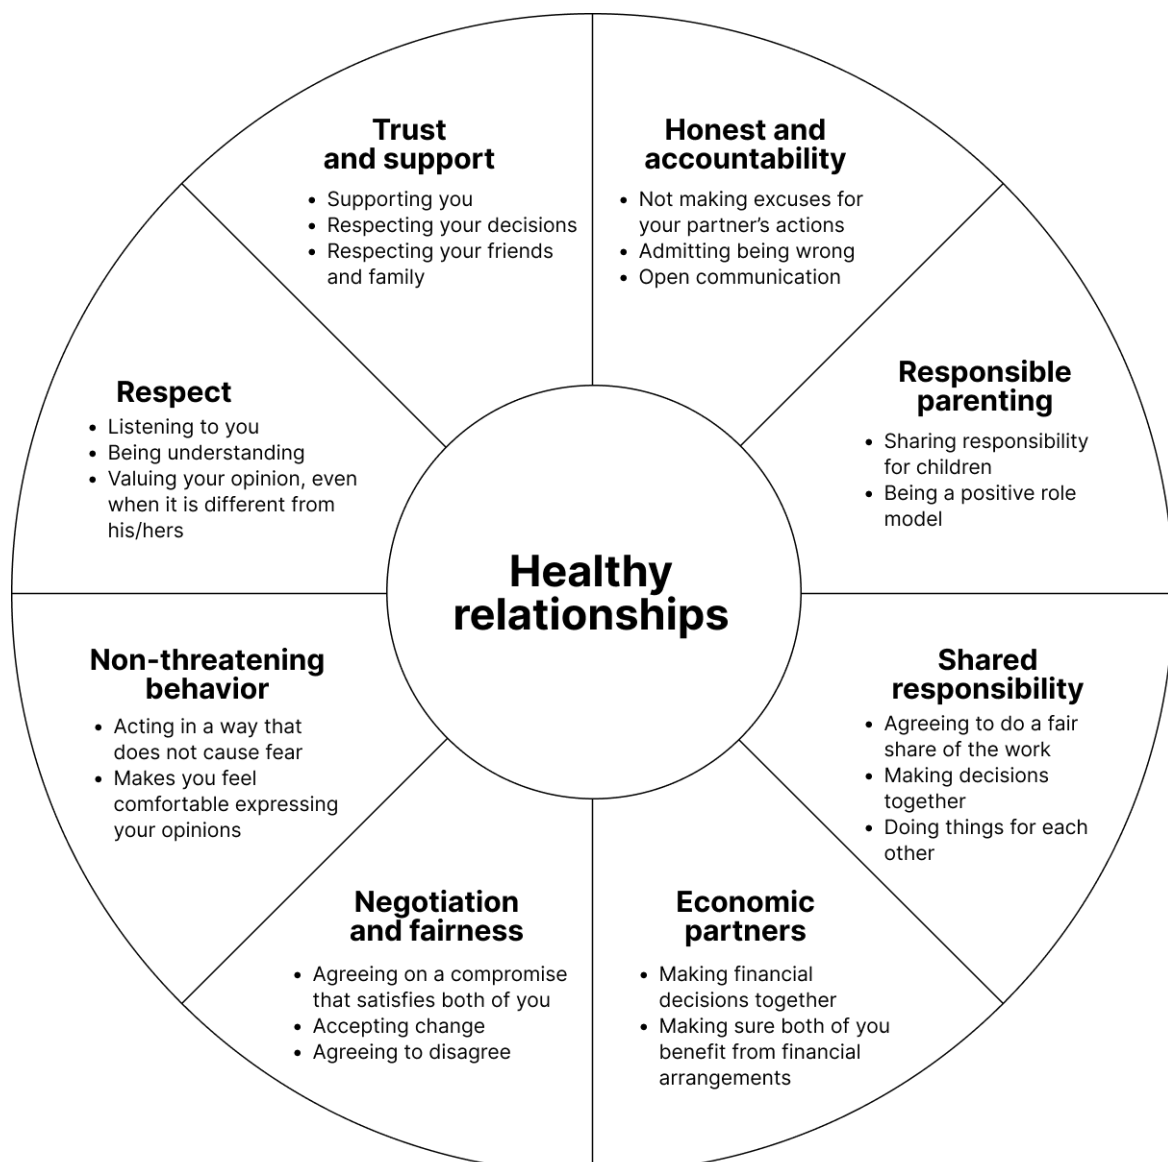 Trust
and support
• Supporting you
• Respecting your decisions
• Respecting your friends
and family
Honest and
accountability
• Not making excuses for
your partner's actions
• Admitting being wrong
• Open communication
Responsible
parenting
• Sharing responsibility
for children
• Being a positive role
model
Shared
responsibility
• Agreeing to do a fair
share of the work
• Making decisions
together
• Doing things for each
other
Economic
partners
• Making financial
decisions together
• Making sure both of you
benefit from financial
arrangements
Negotiation
and fairness
• Agreeing on a compromise
that satisfies both of you
• Accepting change
• Agreeing to disagree
Non-threatening
behavior
• Acting in a way that
does not cause fear
• Makes you feel
comfortable expressing
your opinions
Respect
• Listening to you
• Being understanding
• Valuing your opinion, even
when it is different from
his/hers
Healthy
relationships